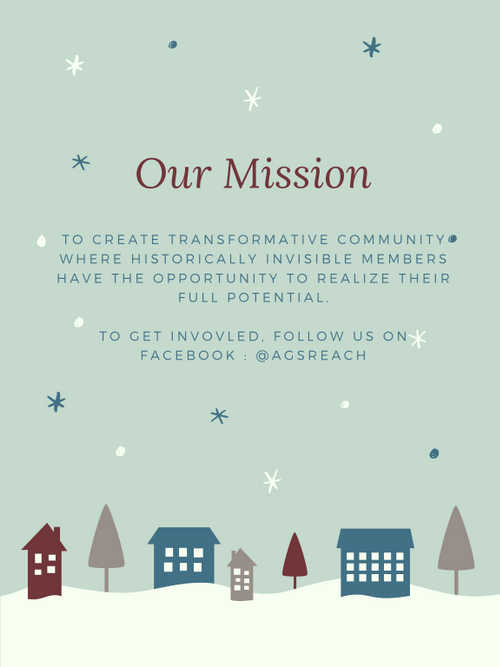 Our Mission
TO CREATE TRANSFORMATIVE COMMUNITY
WHERE HISTORICALLY INVISIBLE MEMBERS
HAVE THE OPPORTUNITY TO REALIZE THEIR
FULL POTENTIAL.
TO GET INVOVLED, FOLLOW US ON
FACEBOOK : @AGSREACH